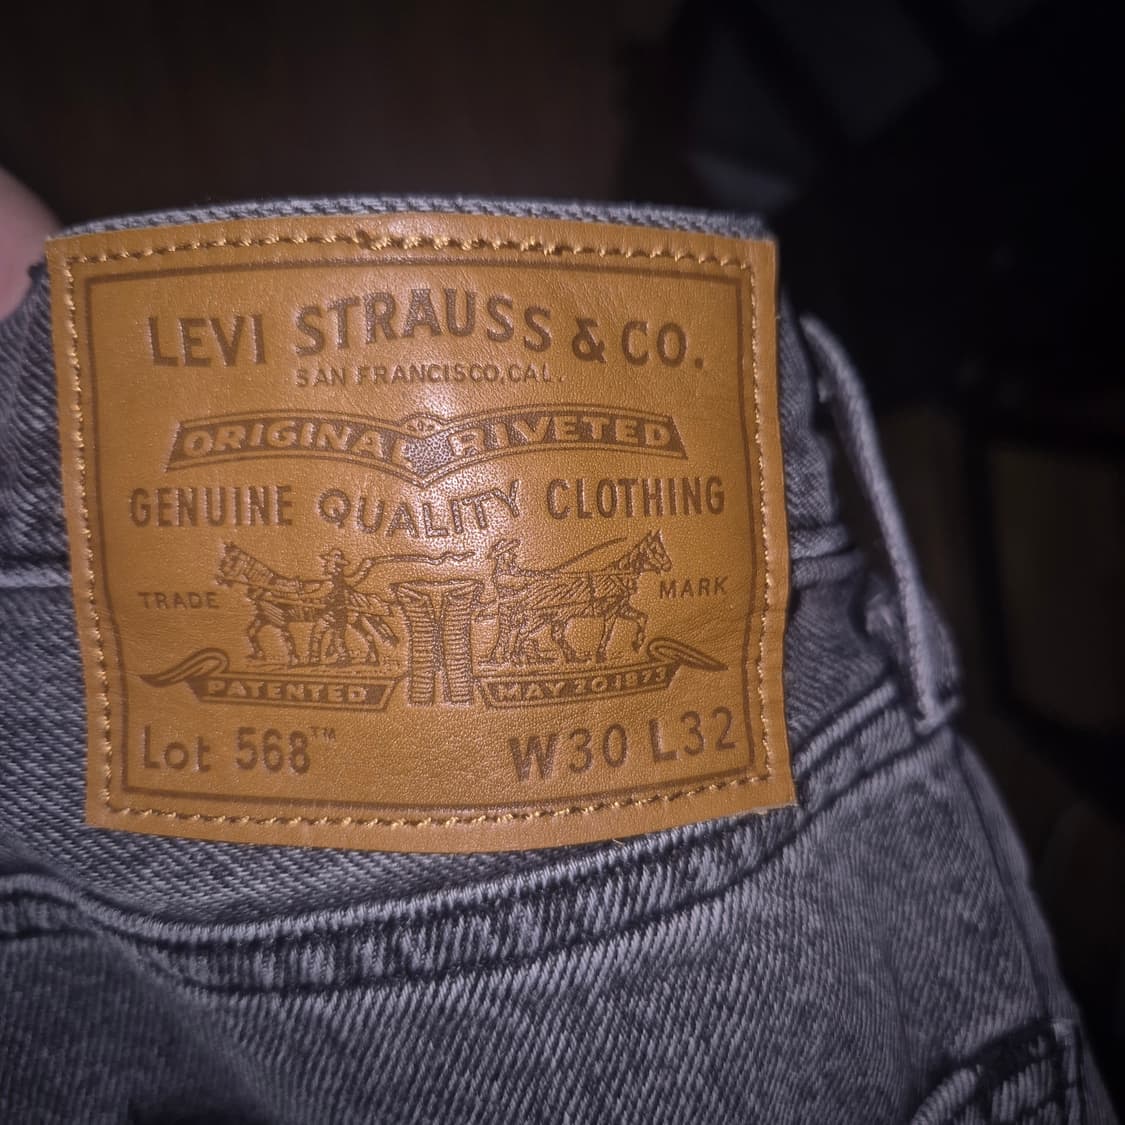 LEVI STRAUSS & CO.
SAN FRANCISCO, CAL.
ORIGINAL RIVETED
GENUINE QUALITY CLOTHING
TRADE MARK
PATENTED MAY 20 1873
Lot 568™ W30 L32